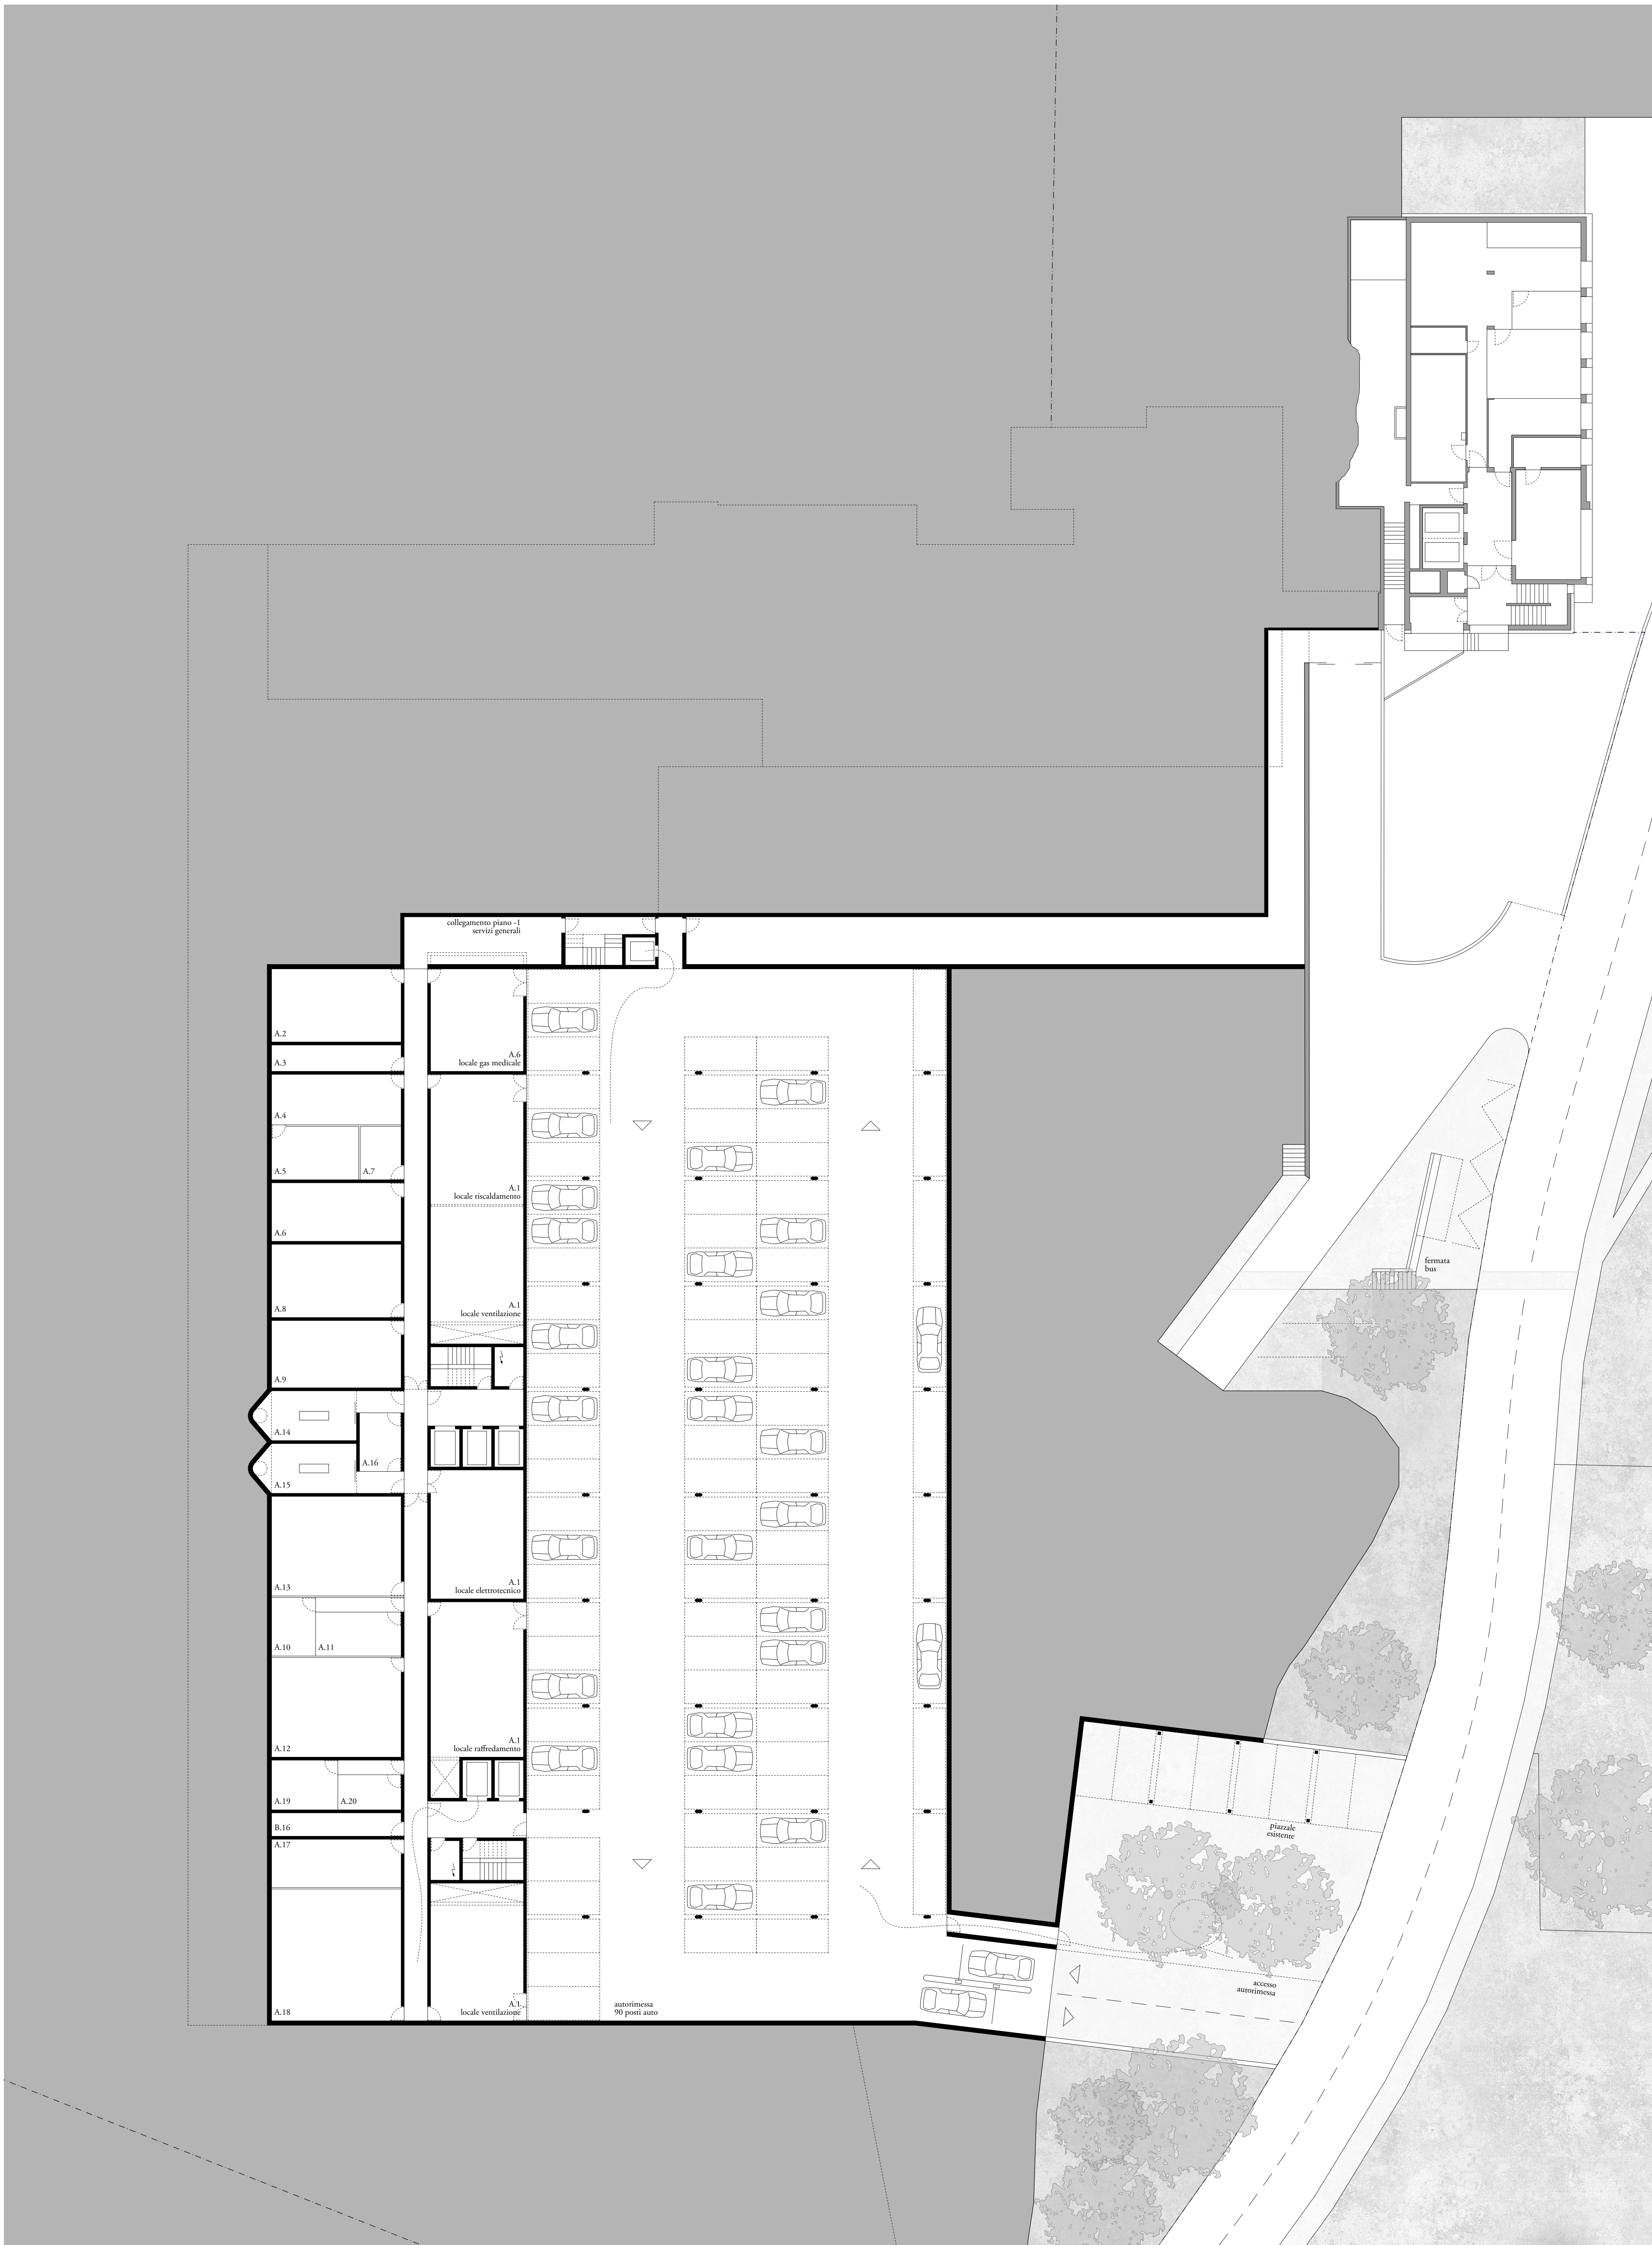 collegamento piano -1
servizi generali
A.2
A.3
A.6
locale gas medicale
A.4
A.5
A.7
A.1
locale riscaldamento
A.6
A.8
A.1
locale ventilazione
A.9
A.14
A.16
A.15
A.13
A.1
locale elettrotecnico
A.10
A.11
A.12
A.1
locale raffredamento
A.19
A.20
B.16
A.17
A.18
A.1
locale ventilazione
autorimessa
90 posti auto
fermata
bus
piazzale
esistente
accesso
autorimessa